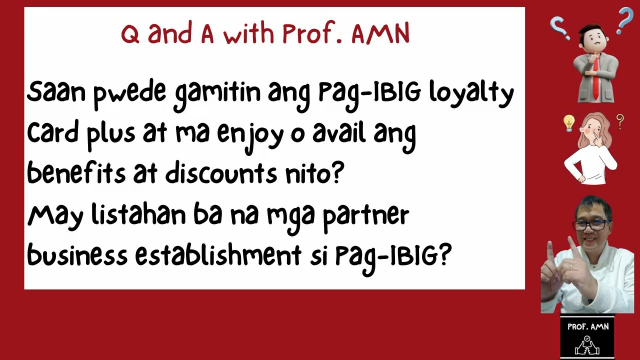 Q and A with Prof. AMN
Saan pwede gamitin ang Pag-IBIG loyalty
Card plus at ma enjoy o avail ang
benefits at discounts nito?
May listahan ba na mga partner
business establishment si Pag-IBIG?
PROF. AMN